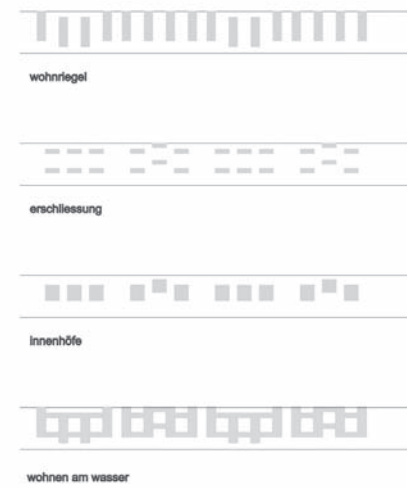 wohnriegel
erschliessung
innenhöfe
wohnen am wasser